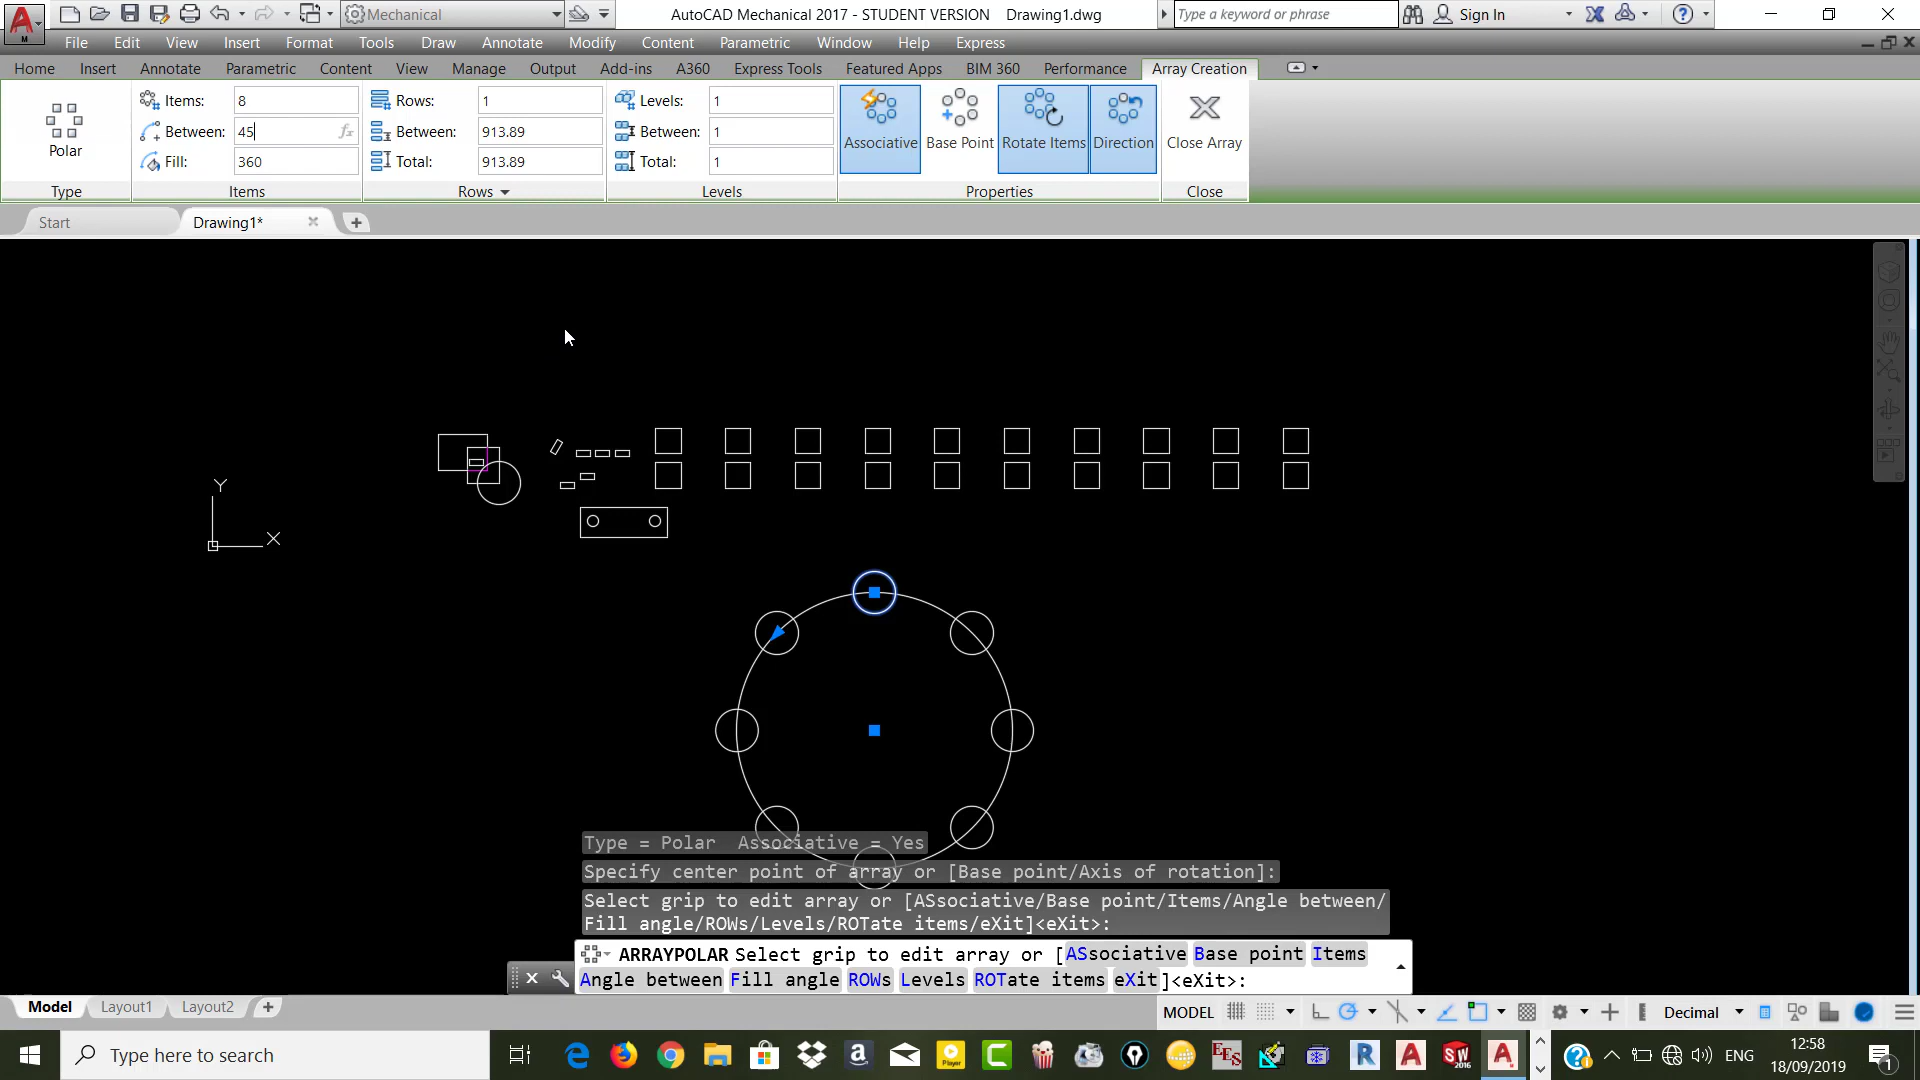 Mechanical
AutoCAD Mechanical 2017 - STUDENT VERSION Drawing1.dwg
Type a keyword or phrase
Sign In
M
File Edit View Insert Format Tools Draw Annotate Modify Content Parametric Window Help Express
Home Insert Annotate Parametric Content View Manage Output Add-ins A360 Express Tools Featured Apps BIM 360 Performance Array Creation
Items: 8 Rows: 1 Levels: 1
Between: 45 fx Between: 913.89 Between: 1
Fill: 360 Total: 913.89 Total: 1
Polar
Associative Base Point Rotate Items Direction Close Array
Type Items Rows Levels Properties Close
Start Drawing1*
Y
X
Type = Polar Associative = Yes
Specify center point of array or [Base point/Axis of rotation]:
Select grip to edit array or [ASsociative/Base point/Items/Angle between/
Fill angle/ROWs/Levels/ROTate items/eXit]<eXit>:
ARRAYPOLAR Select grip to edit array or [ASsociative Base point Items
Angle between Fill angle ROWs Levels ROTate items eXit]<eXit>:
Model Layout1 Layout2
MODEL Decimal
Type here to search
Player
EES
SW 2016
ENG
12:58
18/09/2019
1